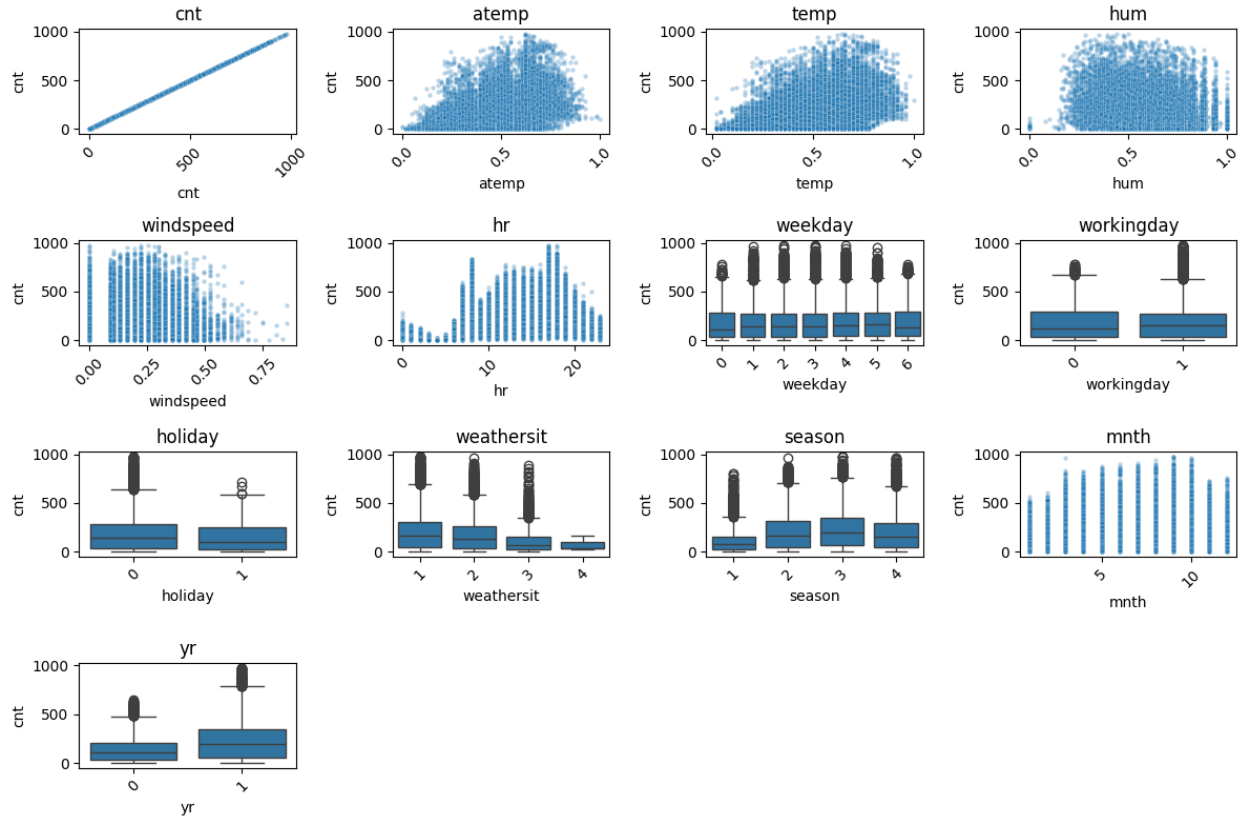 cnt
atemp
temp
hum
cnt
1000
500
0
0
500
1000
cnt
cnt
1000
500
0
0.0
0.5
1.0
atemp
cnt
1000
500
0
0.0
0.5
1.0
temp
cnt
1000
500
0
0.0
0.5
1.0
hum
windspeed
hr
weekday
workingday
cnt
1000
500
0
0.00
0.25
0.50
0.75
windspeed
cnt
1000
500
0
0
10
20
hr
cnt
1000
500
0
0
1
2
3
4
5
6
weekday
cnt
1000
500
0
0
1
workingday
holiday
weathersit
season
mnth
cnt
1000
500
0
0
1
holiday
cnt
1000
500
0
1
2
3
4
weathersit
cnt
1000
500
0
1
2
3
4
season
cnt
1000
500
0
5
10
mnth
yr
cnt
1000
500
0
0
1
yr